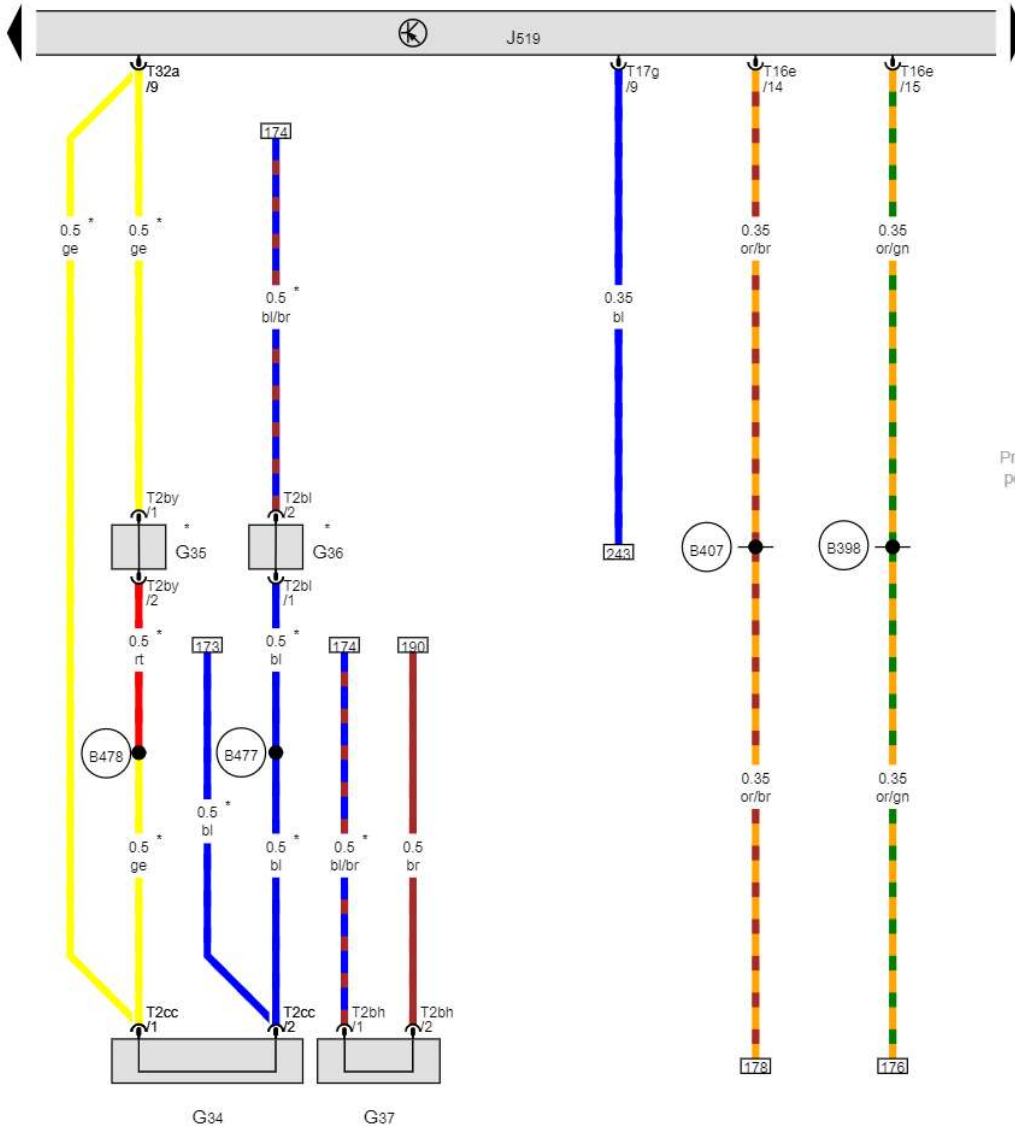 J519
T32a
/9
T17g
/9
T16e
/14
T16e
/15
174
0.5 *
ge
0.5 *
ge
0.35
or/br
0.35
or/gn
0.5 *
bl/br
0.35
bl
Pr
pe
T2by
/1
T2bl
/2
*
G35
*
G36
243
B407
B398
T2by
/2
T2bl
/1
0.5 *
rt
173
0.5 *
bl
174
190
B478
B477
0.35
or/br
0.35
or/gn
0.5 *
bl
0.5 *
ge
0.5 *
bl
0.5 *
bl/br
0.5
br
T2cc
/1
T2cc
/2
T2bh
/1
T2bh
/2
178
176
G34
G37